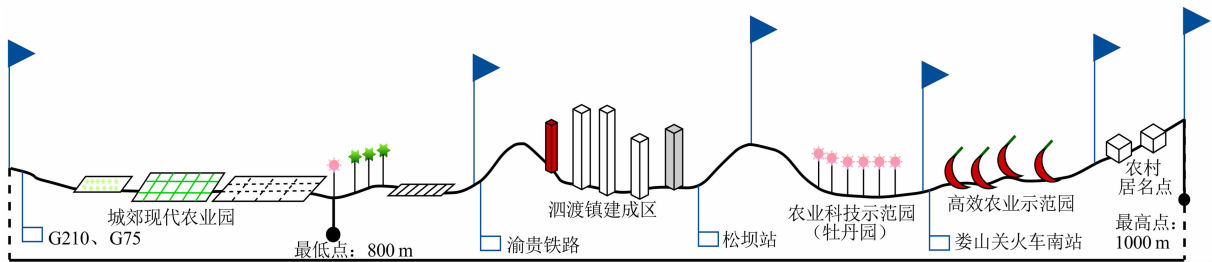 城郊现代农业园
G210、G75
最低点：800 m
渝贵铁路
泗渡镇建成区
松坝站
农业科技示范园
（牡丹园）
高效农业示范园
娄山关火车南站
农村
居名点
最高点：
1000 m